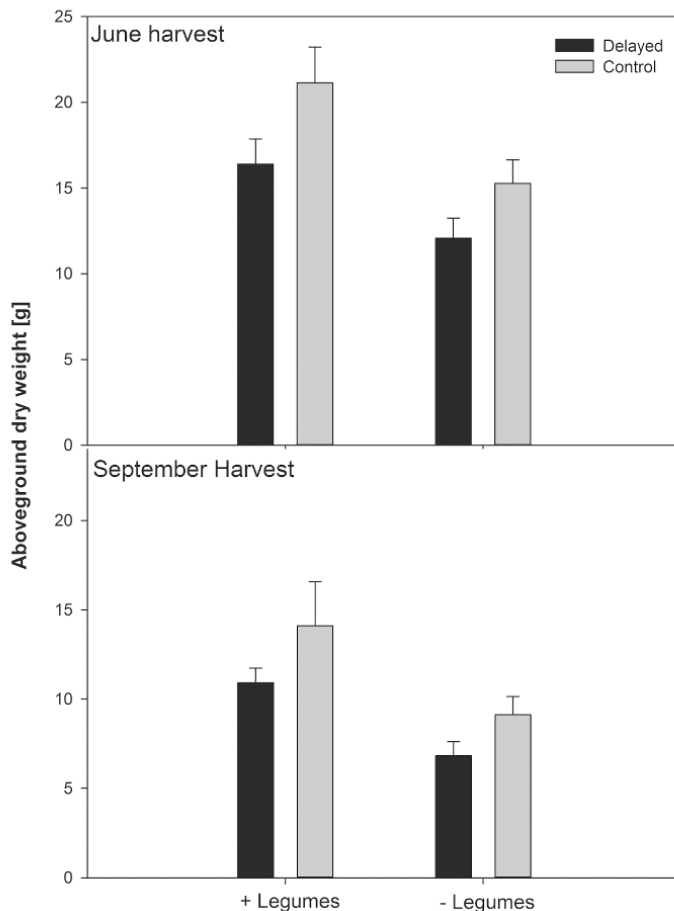 June harvest
Delayed
Control
25
20
15
10
5
0
Aboveground dry weight [g]
September Harvest
20
15
10
5
0
+ Legumes
- Legumes